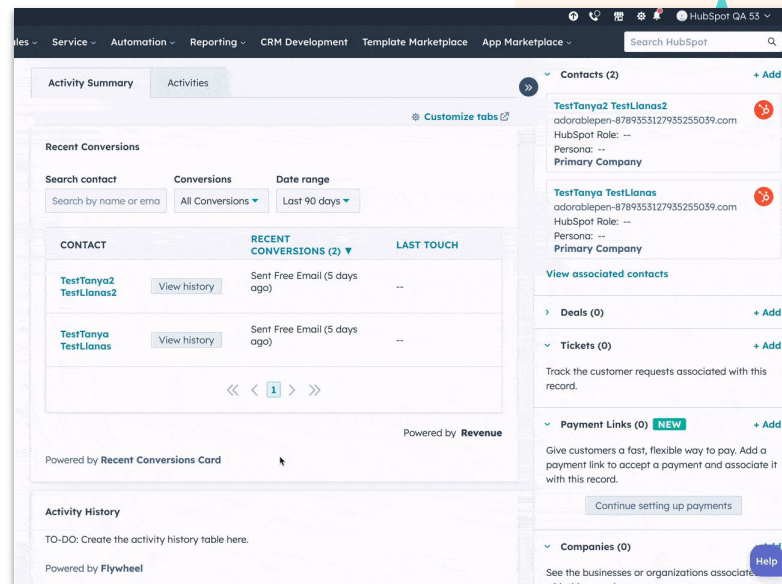 HubSpot QA 53
les Service Automation Reporting CRM Development Template Marketplace App Marketplace Search HubSpot
Activity Summary Activities
Customize tabs
Recent Conversions
Search contact Conversions Date range
Search by name or ema All Conversions Last 90 days
CONTACT RECENT CONVERSIONS (2) LAST TOUCH
TestTanya2
TestLlanas2
View history
Sent Free Email (5 days
ago)
--
TestTanya
TestLlanas
View history
Sent Free Email (5 days
ago)
--
1
Powered by Revenue
Powered by Recent Conversions Card
Activity History
TO-DO: Create the activity history table here.
Powered by Flywheel
Contacts (2) + Add
TestTanya2 TestLlanas2
adorablepen-8789353127935255039.com
HubSpot Role: --
Persona: --
Primary Company
TestTanya TestLlanas
adorablepen-8789353127935255039.com
HubSpot Role: --
Persona: --
Primary Company
View associated contacts
Deals (0) + Add
Tickets (0) + Add
Track the customer requests associated with this
record.
Payment Links (0) NEW + Add
Give customers a fast, flexible way to pay. Add a
payment link to accept a payment and associate it
with this record.
Continue setting up payments
Companies (0)
Help
See the businesses or organizations associate